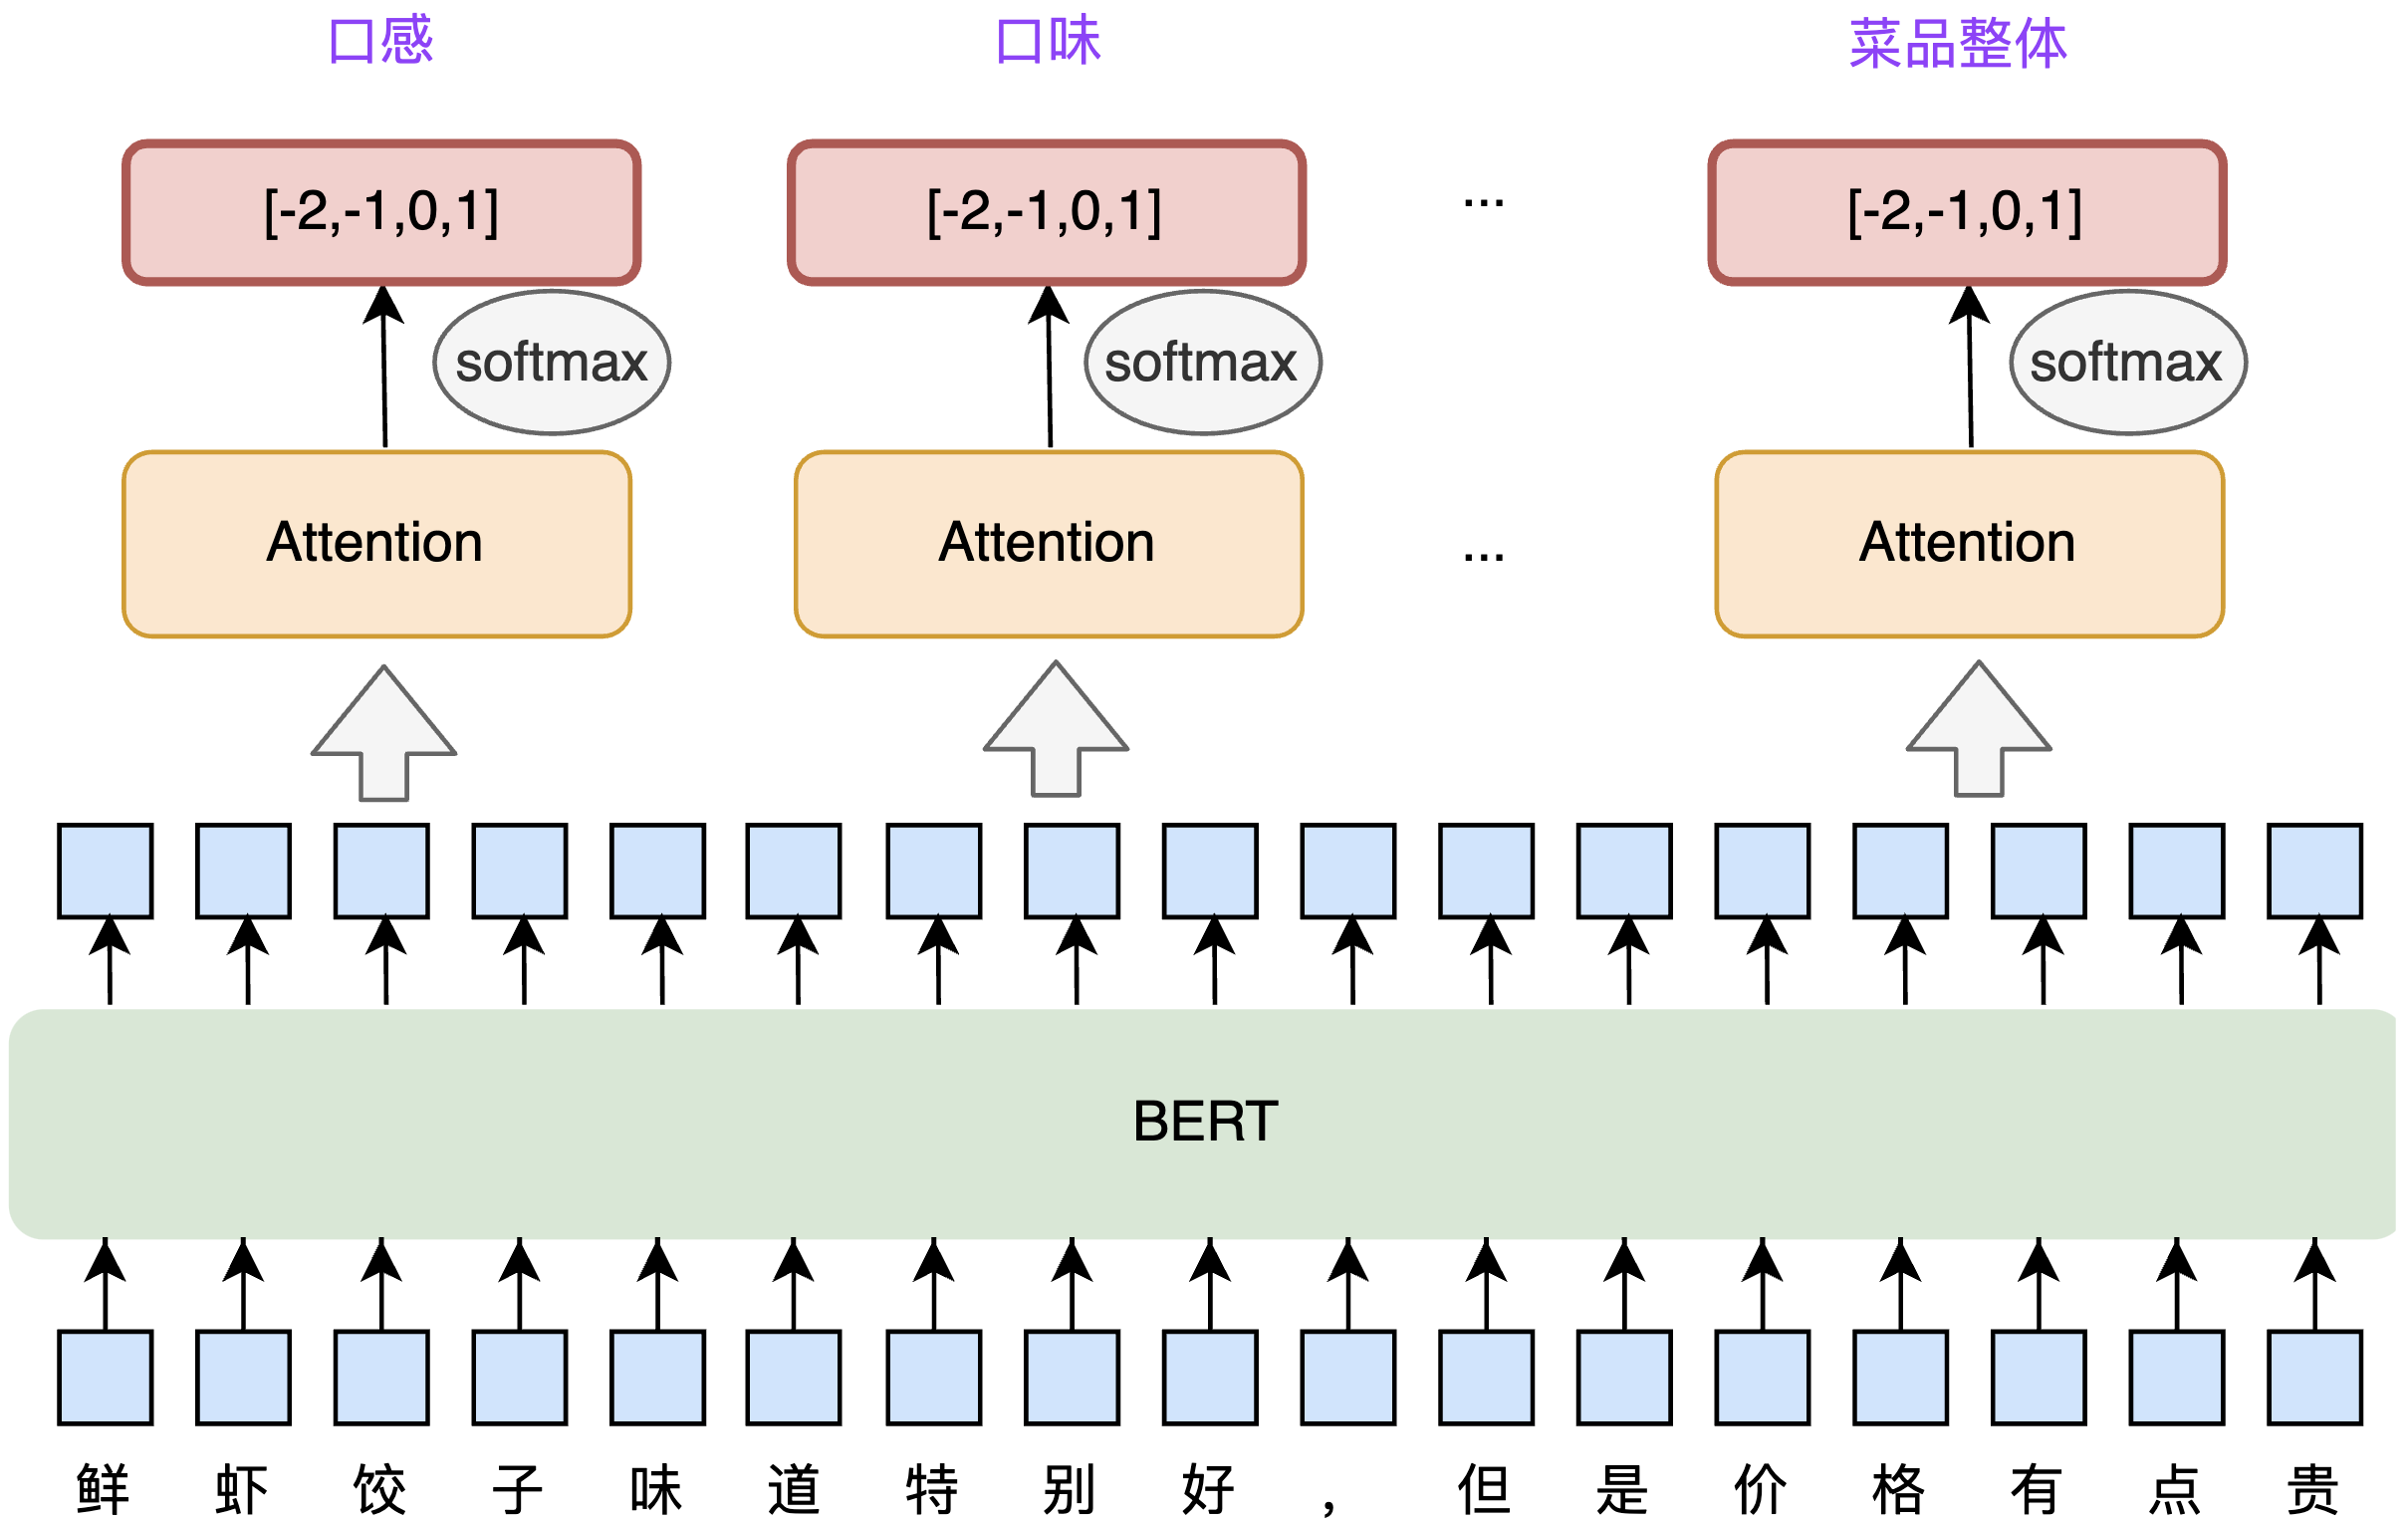 口感 口味 菜品整体
[-2,-1,0,1] [-2,-1,0,1] ... [-2,-1,0,1]
softmax softmax softmax
Attention Attention ... Attention
BERT
鲜虾饺子味道特别好，但是价格有点贵